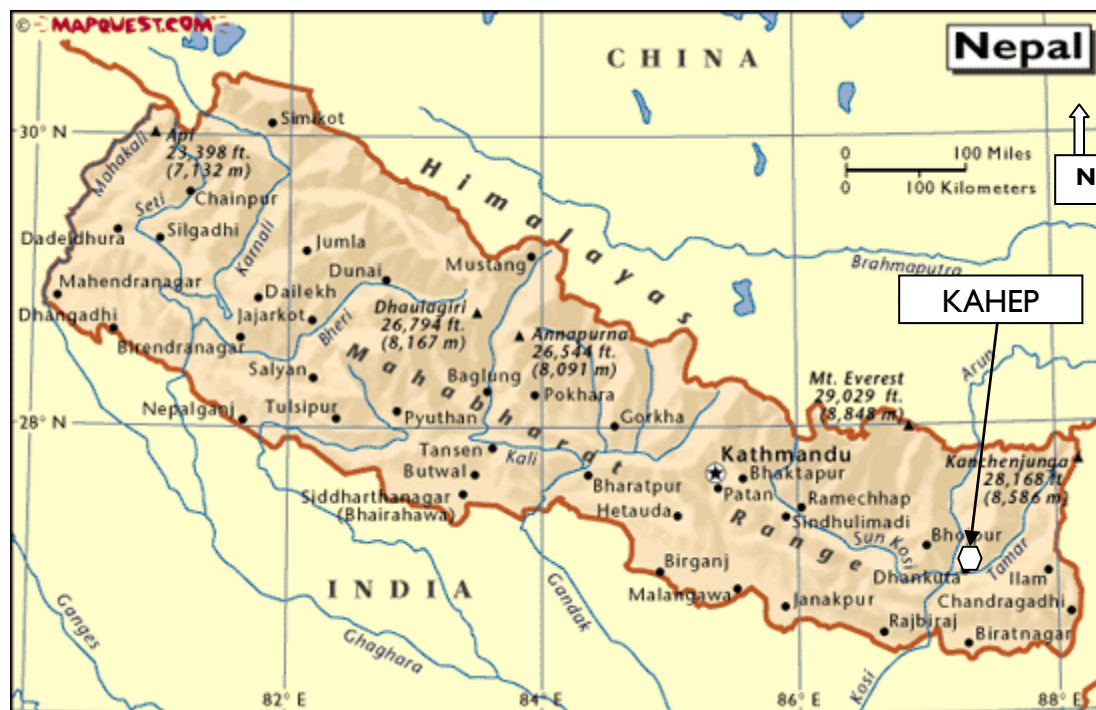 © MAPQUEST.COM
CHINA
Nepal
N
0 100 Miles
0 100 Kilometers
30° N
28° N
Simikot
Api
23,398 ft.
(7,132 m)
Mahakali
Seti
Chainpur
Silgadhi
Dadeldhura
Karnali
Himalayas
Jumla
Dunai
Mustang
Mahendranagar
Dhangadhi
Dailekh
Jajarkot
Bheri
Birendranagar
Dhaulagiri
26,794 ft.
(8,167 m)
Annapurna
26,544 ft.
(8,091 m)
Brahmaputra
KAHEP
Arun
Salyan
Mahabharat
Range
Baglung
Pokhara
Mt. Everest
29,029 ft.
(8,848 m)
Nepalganj
Tulsipur
Pyuthan
Gorkha
Tansen
Kali
Butwal
Siddharthanagar
(Bhairahawa)
Bharatpur
Kathmandu
Bhaktapur
Patan
Hetauda
Ramechhap
Sindhulimadi
Kanchenjunga
28,168 ft.
(8,586 m)
Sun Kosi
Bhojpur
Tamar
Dhankuta
Ilam
Birganj
Malangawa
Janakpur
Chandragadhi
Rajbiraj
Biratnagar
INDIA
Ganges
Ghaghara
Gandak
Kosi
82° E
84° E
86° E
88° E